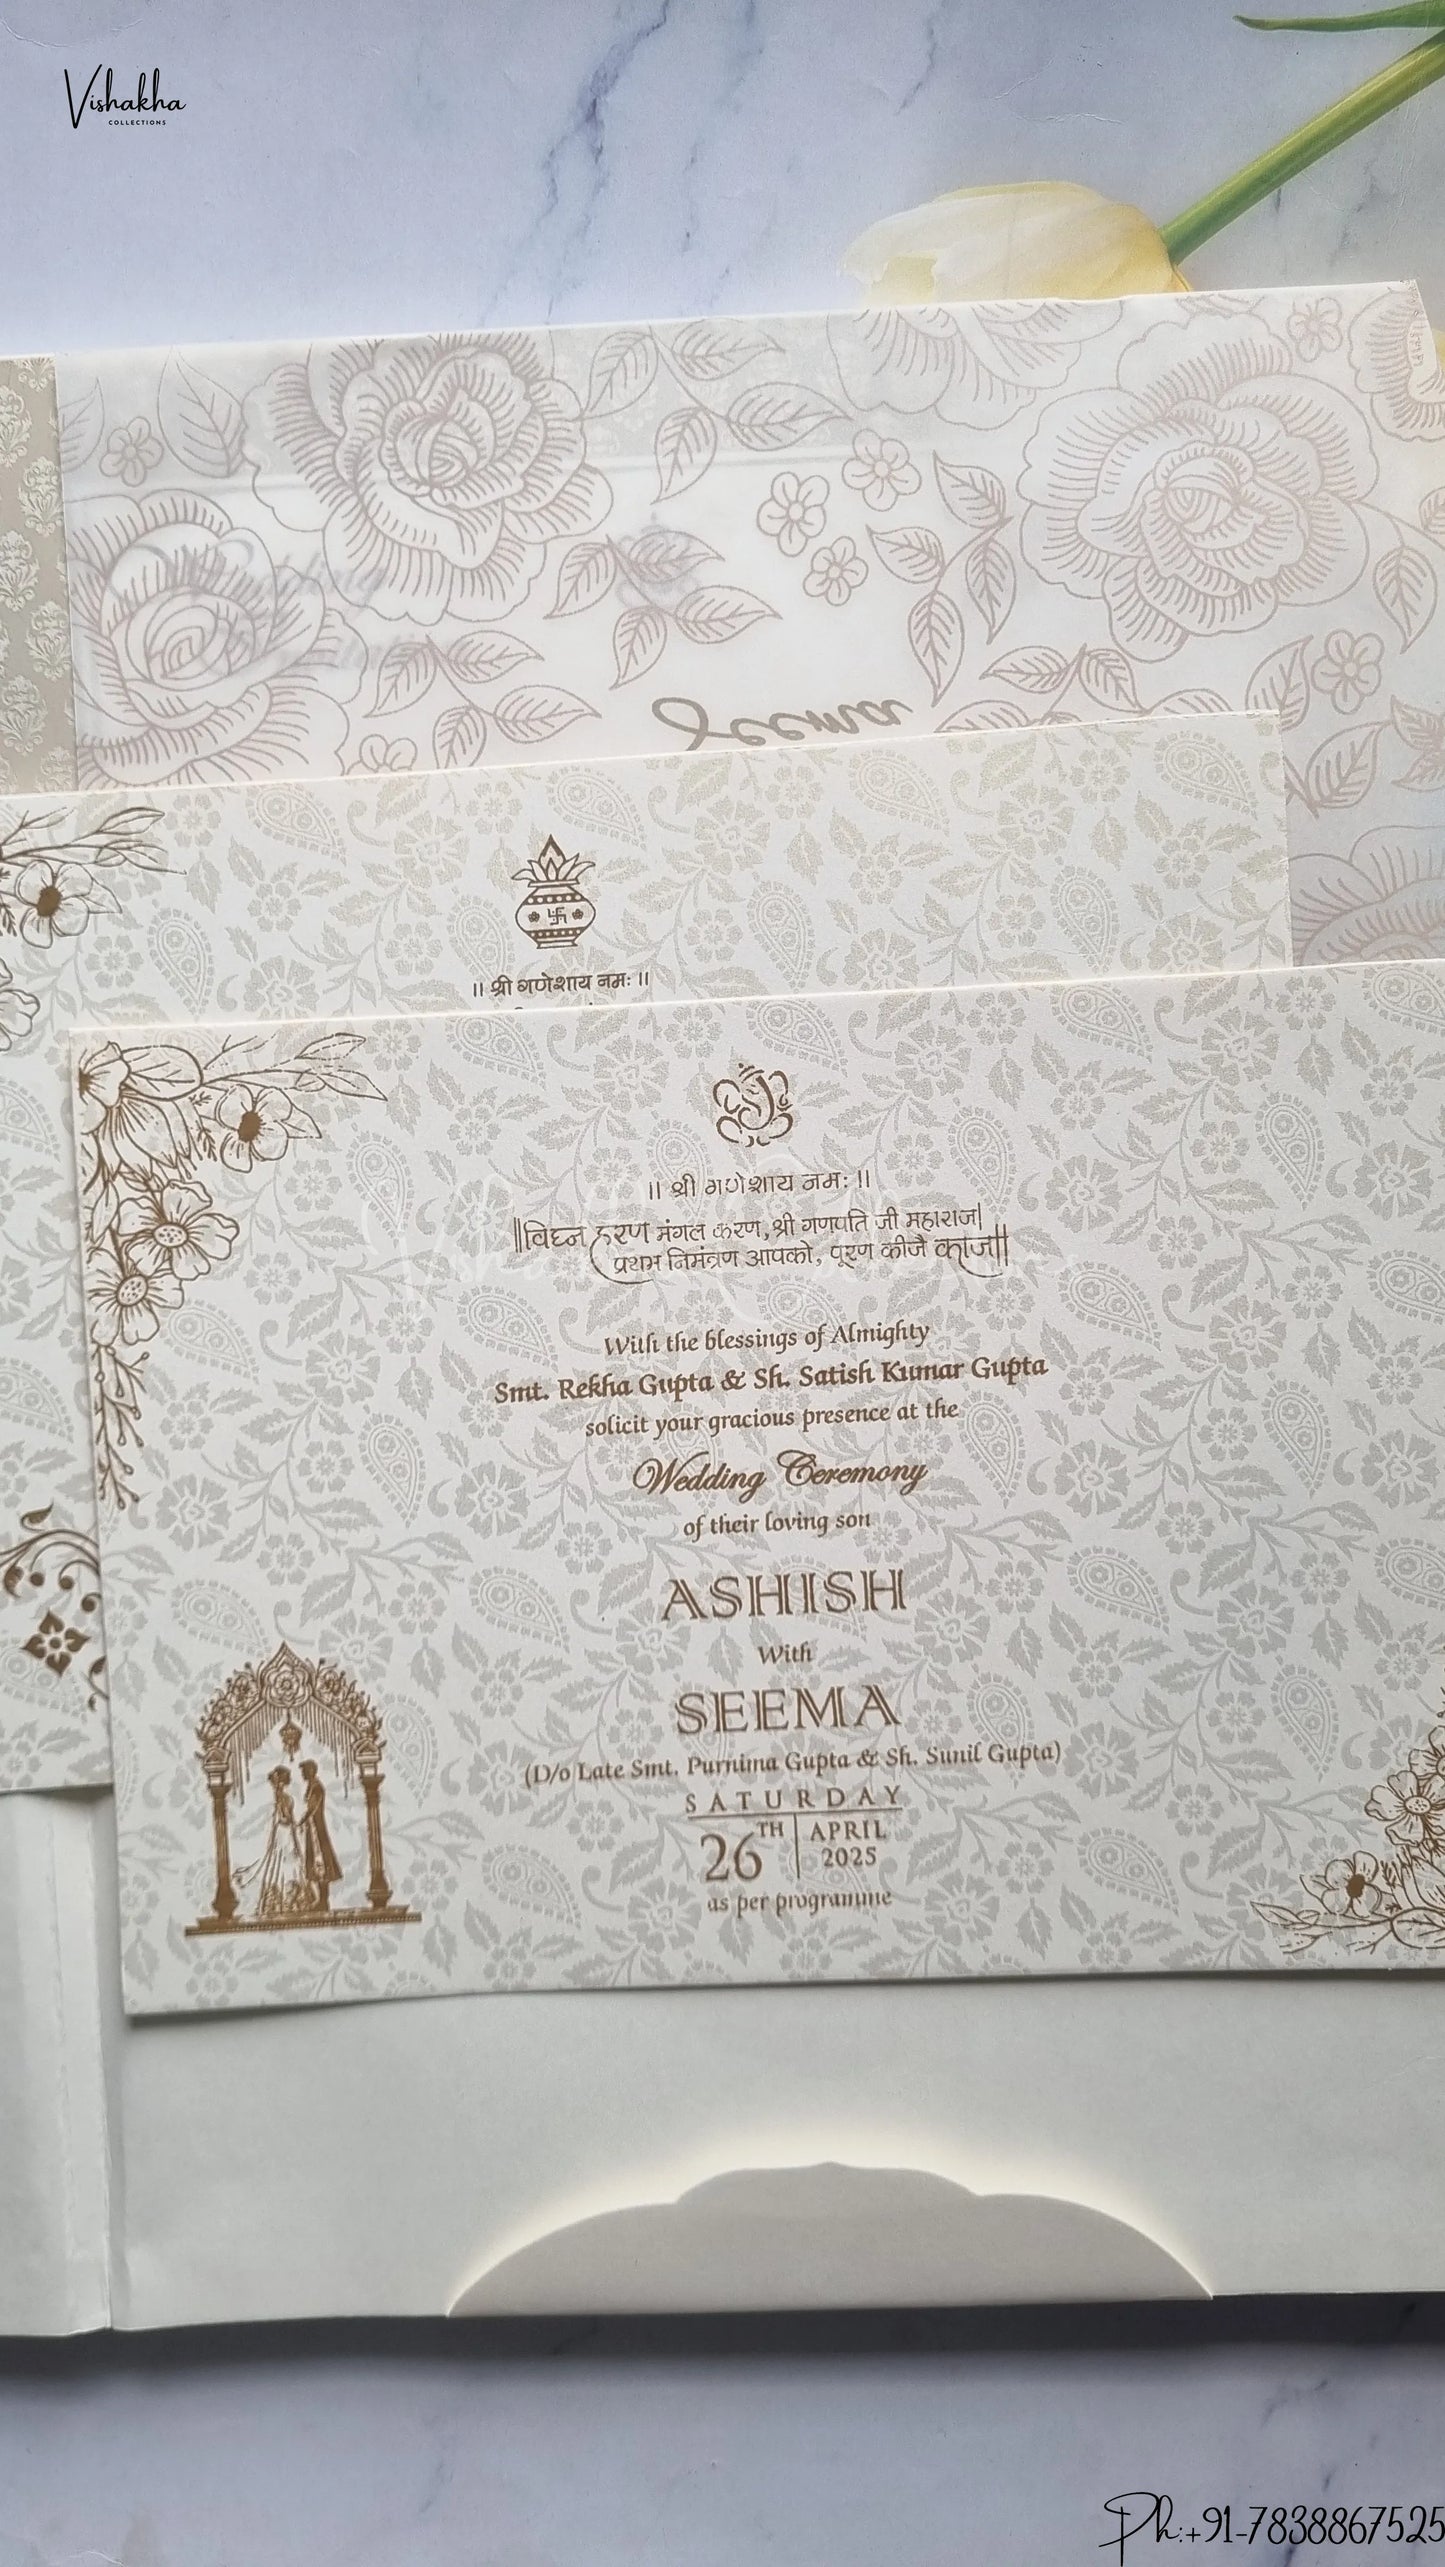 Vishakha
COLLECTIONS
Seema
॥ श्री गणेशाय नमः ॥
॥ श्री गणेशाय नमः ॥
॥विघ्न हरण मंगल करण, श्री गणपति जी महाराज।
प्रथम निमंत्रण आपको, पूरण कीजै काज॥
With the blessings of Almighty
Smt. Rekha Gupta & Sh. Satish Kumar Gupta
solicit your gracious presence at the
Wedding Ceremony
of their loving son
ASHISH
With
SEEMA
(D/o Late Smt. Purnima Gupta & Sh. Sunil Gupta)
SATURDAY
26TH APRIL
2025
as per programme
Ph:+91-7838867525